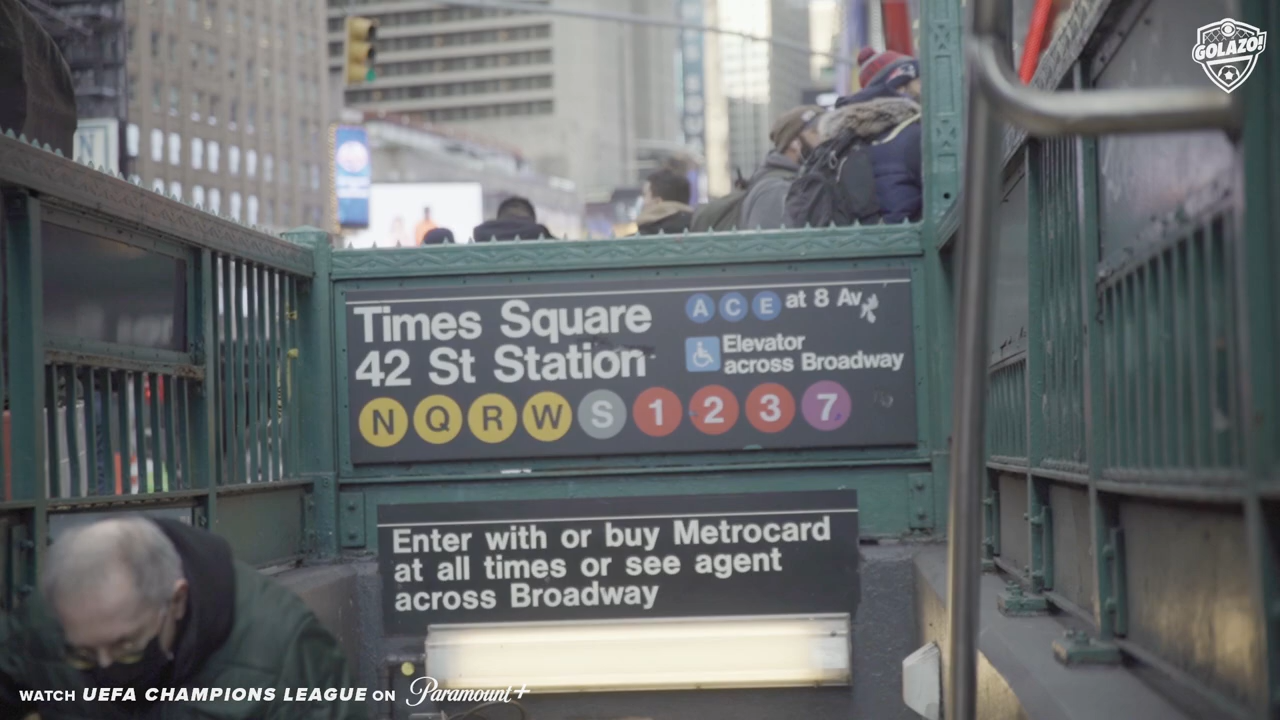 GOLAZO!
Times Square
42 St Station
A C E at 8 Av
Elevator
across Broadway
N Q R W S 1 2 3 7
Enter with or buy Metrocard
at all times or see agent
across Broadway
WATCH UEFA CHAMPIONS LEAGUE ON Paramount+